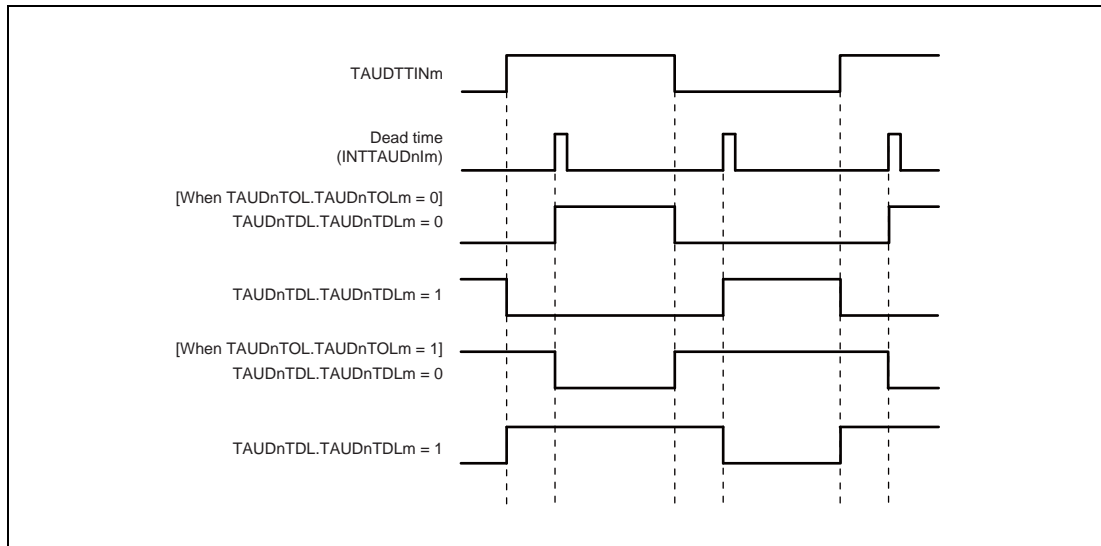 TAUDTTINm
Dead time
(INTTAUDnIm)
[When TAUDnTOL.TAUDnTOLm = 0]
TAUDnTDL.TAUDnTDLm = 0
TAUDnTDL.TAUDnTDLm = 1
[When TAUDnTOL.TAUDnTOLm = 1]
TAUDnTDL.TAUDnTDLm = 0
TAUDnTDL.TAUDnTDLm = 1